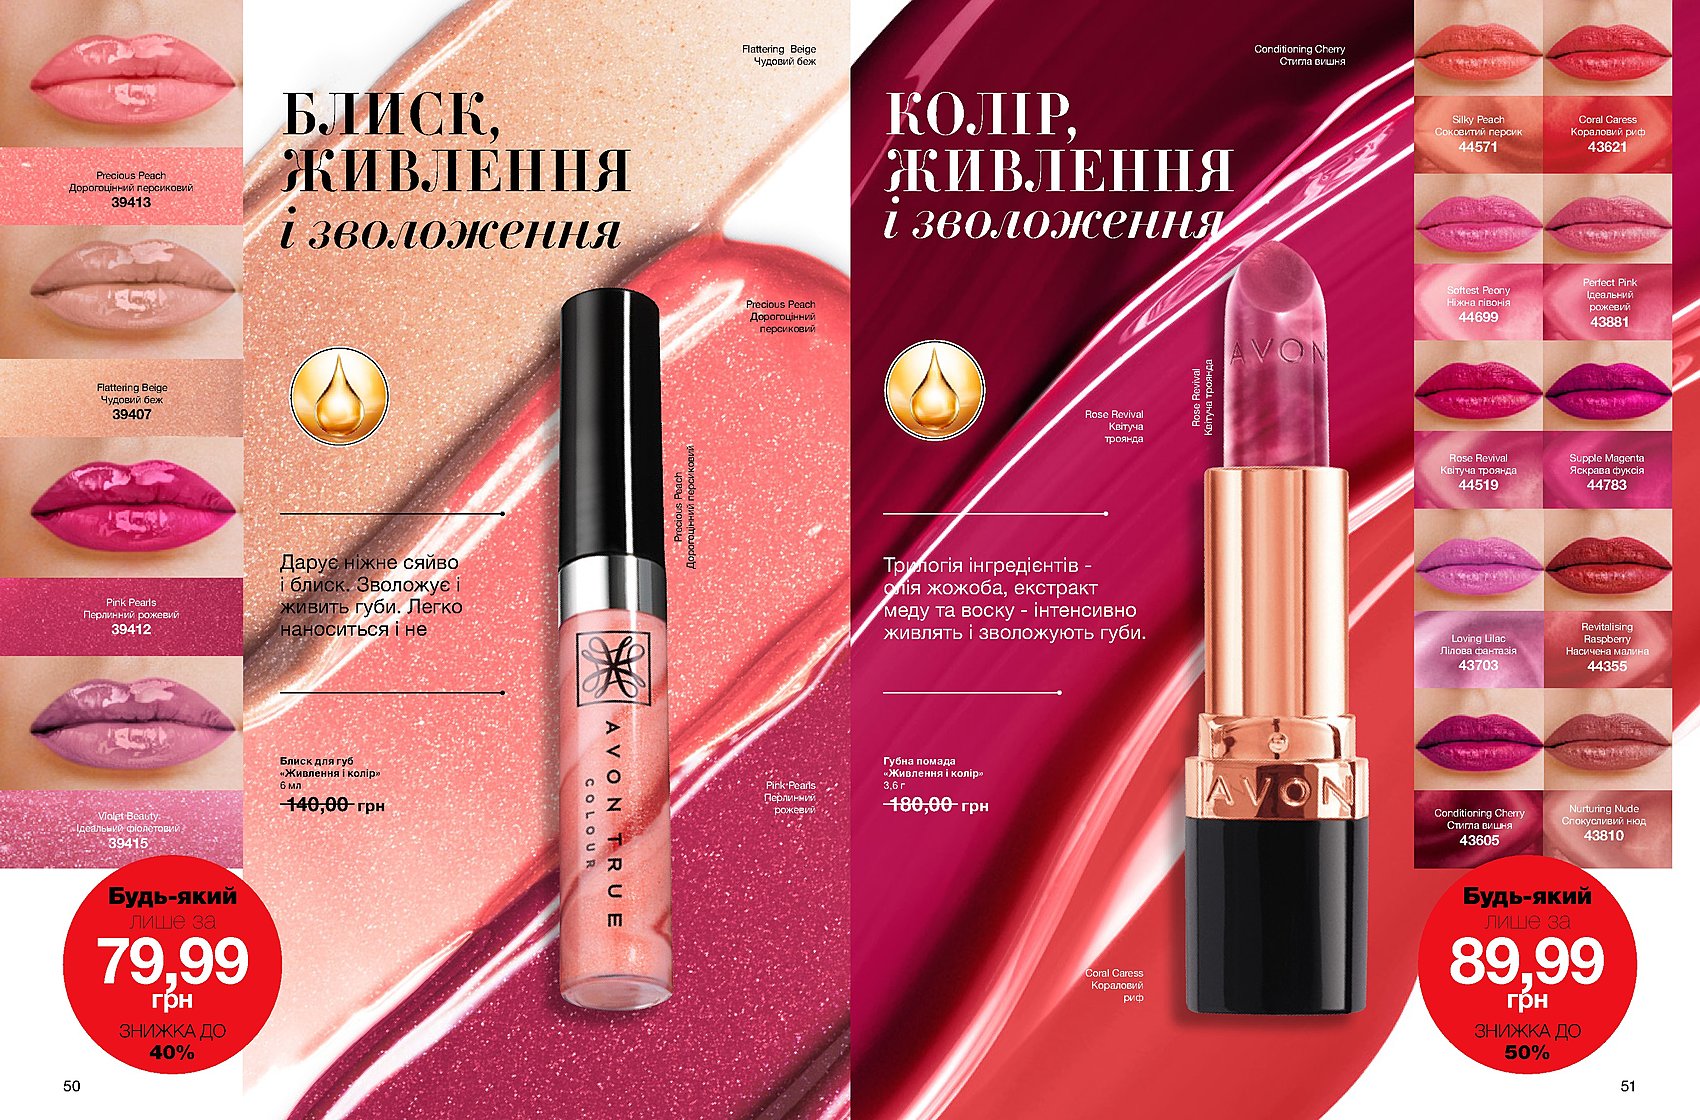 Precious Peach
Дорогоцінний персиковий
39413
Flattering Beige
Чудовий беж
39407
Pink Pearls
Перлинний рожевий
39412
Violet Beauty
Ідеальний фіолетовий
39415
Будь-який
лише за
79,99
грн
ЗНИЖКА ДО
40%
50
Flattering Beige
Чудовий беж
БЛИСК,
ЖИВЛЕННЯ
і зволоження
Precious Peach
Дорогоцінний
персиковий
Precious Peach
Дорогоцінний персиковий
Дарує ніжне сяйво
і блиск. Зволожує і
живить губи. Легко
наноситься і не
Блиск для губ
«Живлення і колір»
6 мл
140,00 грн
Pink Pearls
Перлинний
рожевий
AVON TRUE
COLOUR
Conditioning Cherry
Стигла вишня
КОЛІР,
ЖИВЛЕННЯ
і зволоження
AVON
Rose Revival
Квітуча троянда
Rose Revival
Квітуча
троянда
Трилогія інгредієнтів -
олія жожоба, екстракт
меду та воску - інтенсивно
живлять і зволожують губи.
Губна помада
«Живлення і колір»
3,6 г
180,00 грн
AVON
Coral Caress
Кораловий
риф
Silky Peach
Соковитий персик
44571
Coral Caress
Кораловий риф
43621
Softest Peony
Ніжна півонія
44699
Perfect Pink
Ідеальний
рожевий
43881
Rose Revival
Квітуча троянда
44519
Supple Magenta
Яскрава фуксія
44783
Loving Lilac
Лілова фантазія
43703
Revitalising
Raspberry
Насичена малина
44355
Conditioning Cherry
Стигла вишня
43605
Nurturing Nude
Спокусливий нюд
43810
Будь-який
лише за
89,99
грн
ЗНИЖКА ДО
50%
51